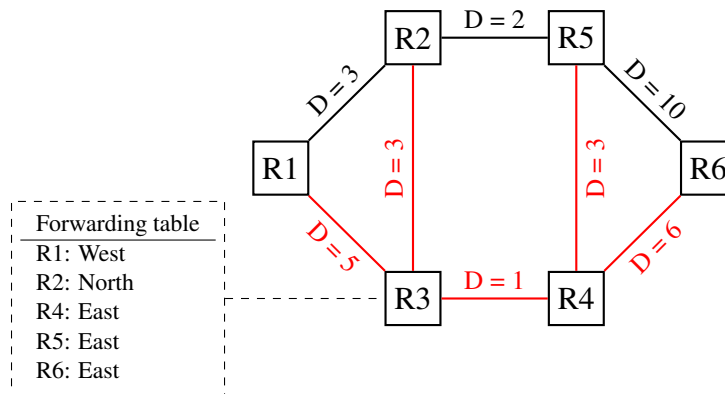 R2
D = 2
R5
D = 3
D = 10
R1
D = 3
D = 3
R6
D = 5
D = 6
R3
D = 1
R4
Forwarding table
R1: West
R2: North
R4: East
R5: East
R6: East